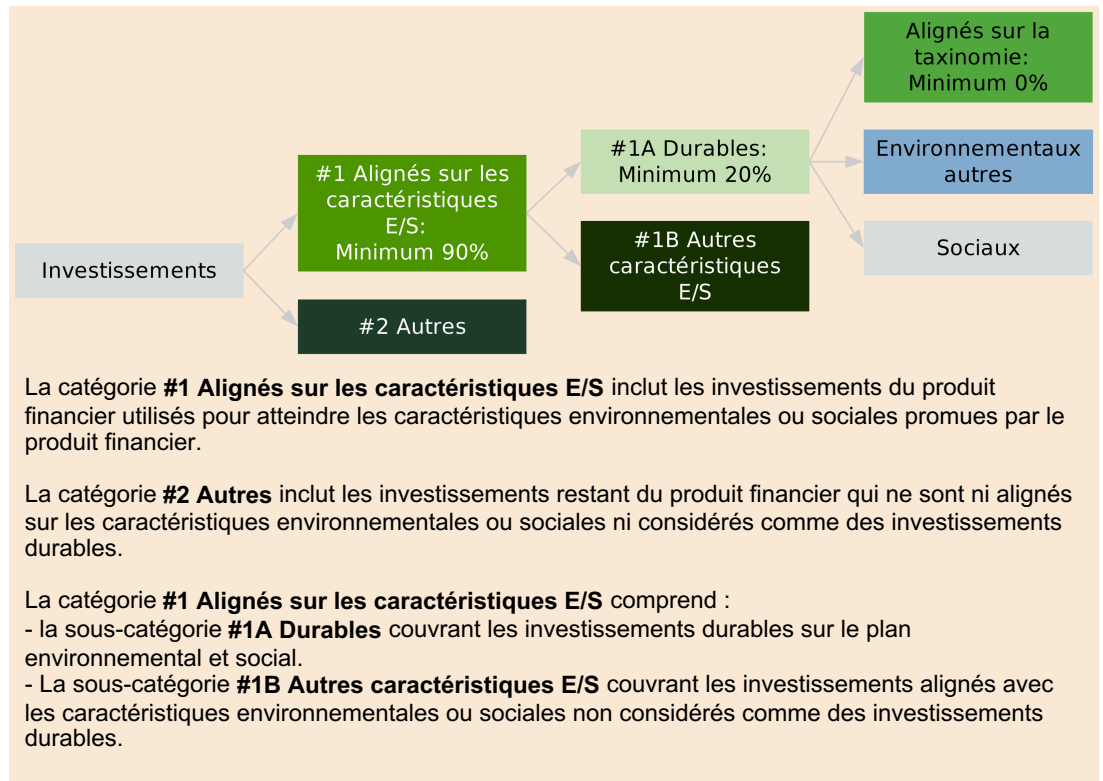 Alignés sur la
taxinomie:
Minimum 0%
#1 Alignés sur les
caractéristiques
E/S:
Minimum 90%
#1A Durables:
Minimum 20%
Environnementaux
autres
Investissements
#1B Autres
caractéristiques
E/S
Sociaux
#2 Autres
La catégorie #1 Alignés sur les caractéristiques E/S inclut les investissements du produit
financier utilisés pour atteindre les caractéristiques environnementales ou sociales promues par le
produit financier.
La catégorie #2 Autres inclut les investissements restant du produit financier qui ne sont ni alignés
sur les caractéristiques environnementales ou sociales ni considérés comme des investissements
durables.
La catégorie #1 Alignés sur les caractéristiques E/S comprend :
- la sous-catégorie #1A Durables couvrant les investissements durables sur le plan
environnemental et social.
- La sous-catégorie #1B Autres caractéristiques E/S couvrant les investissements alignés avec
les caractéristiques environnementales ou sociales non considérés comme des investissements
durables.